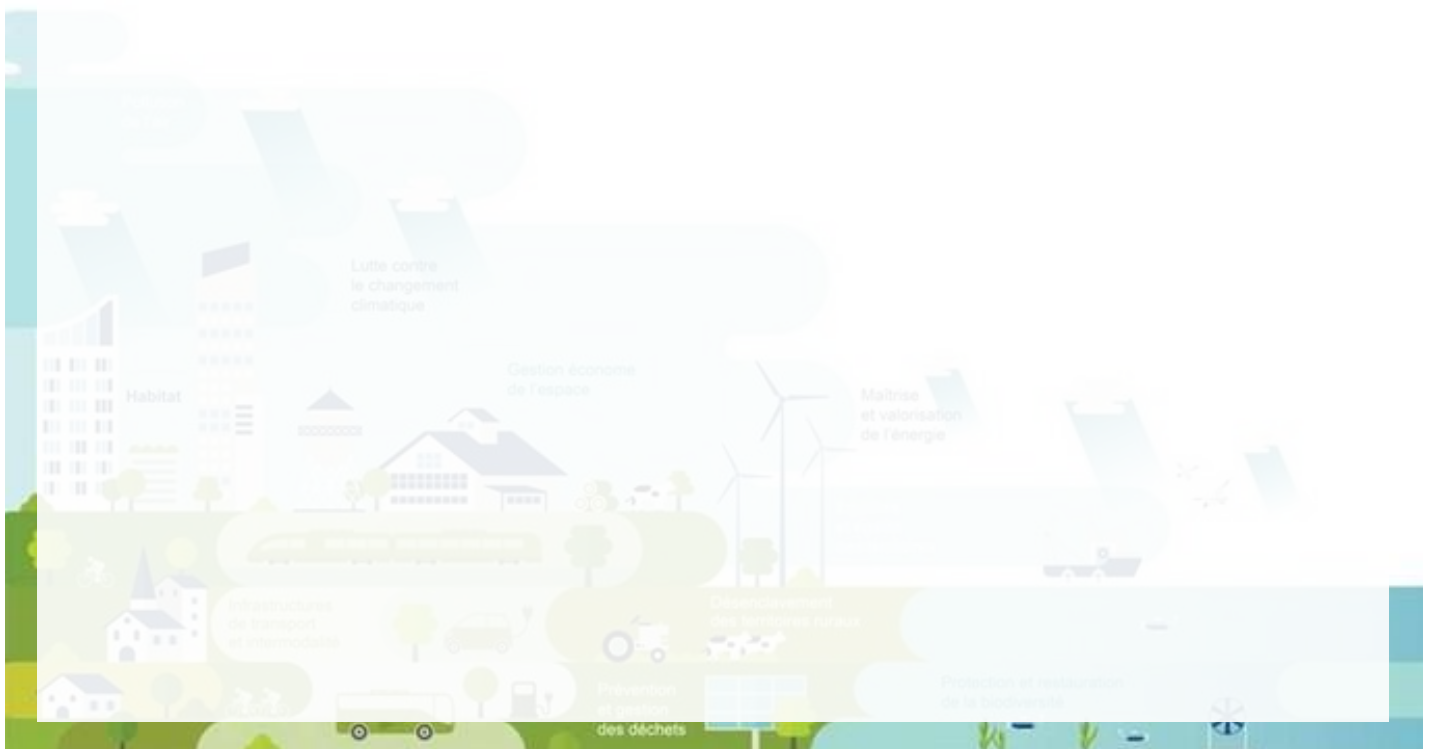 Lutte contre
le changement
climatique
Gestion économe
de l'espace
Habitat
Maîtrise
et valorisation
de l'énergie
Infrastructures
de transport
et intermodalité
Désenclavement
des territoires ruraux
Prévention
et gestion
des déchets
Protection et restauration
de la biodiversité